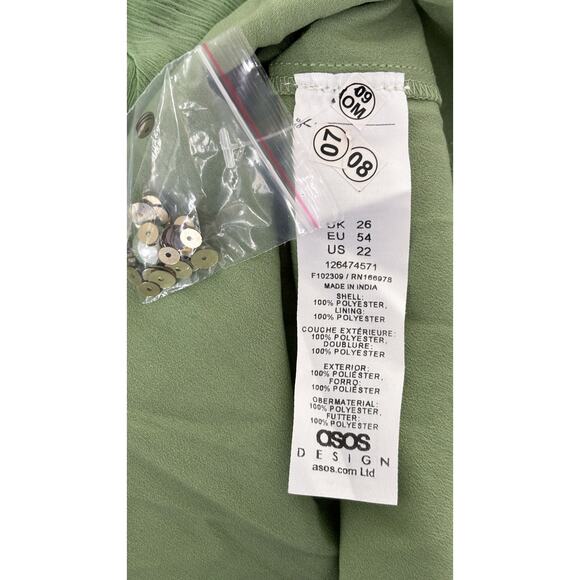 09
OM
07
08
UK 26
EU 54
US 22
126474571
F102309 / RN166978
MADE IN INDIA
SHELL:
100% POLYESTER,
LINING:
100% POLYESTER
COUCHE EXTÉRIEURE:
100% POLYESTER,
DOUBLURE:
100% POLYESTER
EXTERIOR:
100% POLIÉSTER,
FORRO:
100% POLIÉSTER
OBERMATERIAL:
100% POLYESTER,
FUTTER:
100% POLYESTER
asos
DESIGN
asos.com Ltd